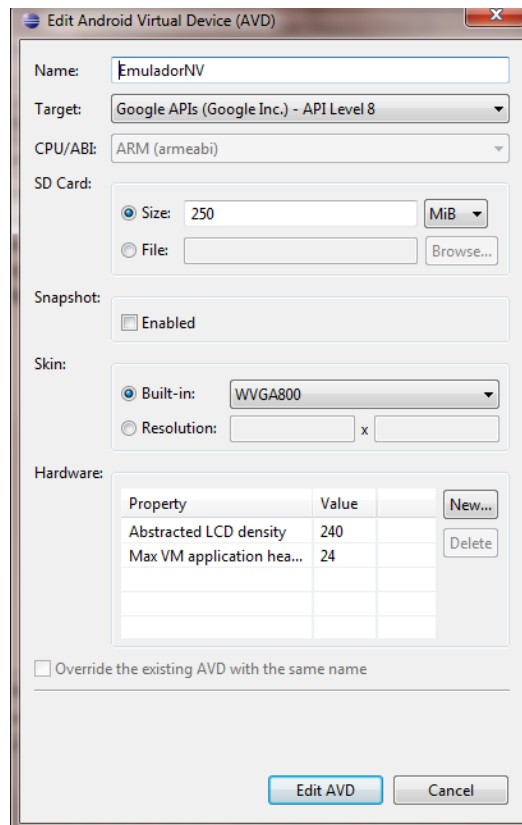 Edit Android Virtual Device (AVD)
Name: EmuladorNV
Target: Google APIs (Google Inc.) - API Level 8
CPU/ABI: ARM (armeabi)
SD Card:
Size: 250 MiB
File: Browse...
Snapshot:
Enabled
Skin:
Built-in: WVGA800
Resolution: x
Hardware:
Property Value New...
Abstracted LCD density 240
Delete
Max VM application hea... 24
Override the existing AVD with the same name
Edit AVD Cancel